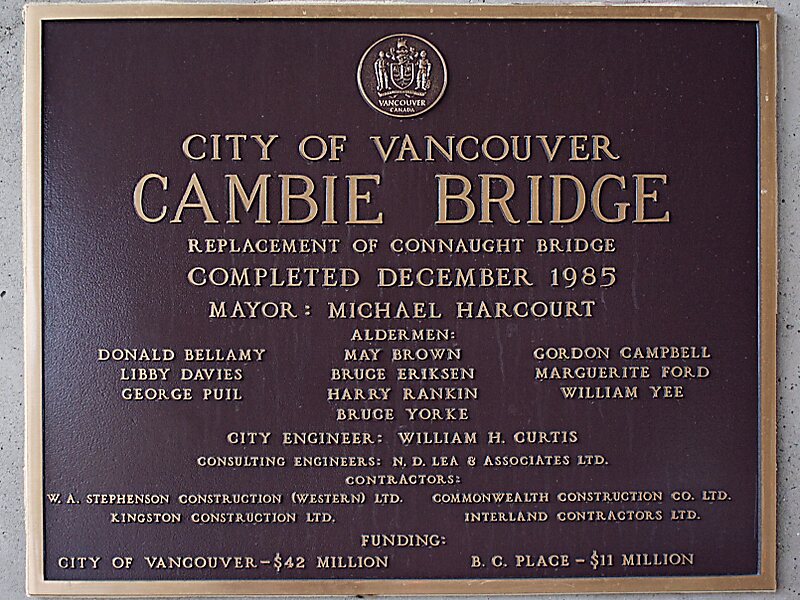 VANCOUVER
CANADA
CITY OF VANCOUVER
CAMBIE BRIDGE
REPLACEMENT OF CONNAUGHT BRIDGE
COMPLETED DECEMBER 1985
MAYOR: MICHAEL HARCOURT
ALDERMEN:
DONALD BELLAMY MAY BROWN GORDON CAMPBELL
LIBBY DAVIES BRUCE ERIKSEN MARGUERITE FORD
GEORGE PUIL HARRY RANKIN WILLIAM YEE
BRUCE YORKE
CITY ENGINEER: WILLIAM H. CURTIS
CONSULTING ENGINEERS: N. D. LEA & ASSOCIATES LTD.
CONTRACTORS:
W. A. STEPHENSON CONSTRUCTION (WESTERN) LTD. COMMONWEALTH CONSTRUCTION CO. LTD.
KINGSTON CONSTRUCTION LTD. INTERLAND CONTRACTORS LTD.
FUNDING:
CITY OF VANCOUVER – $42 MILLION B. C. PLACE – $11 MILLION